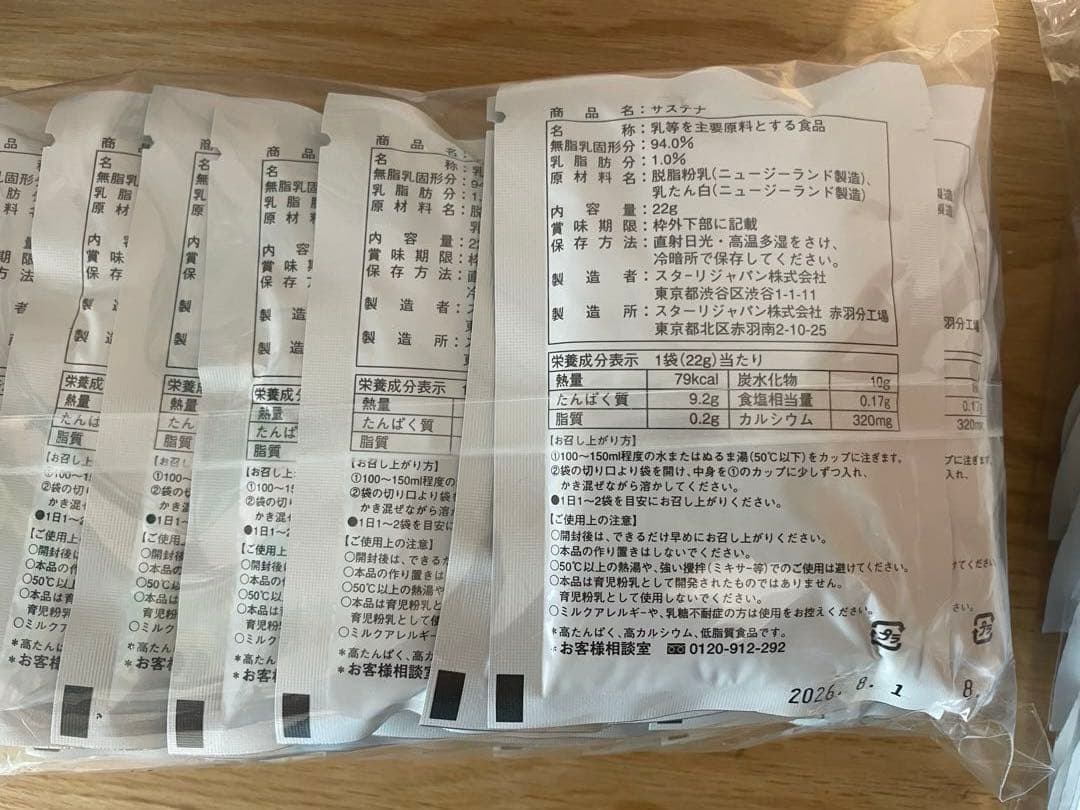 商品名：サステナ
名称：乳等を主要原料とする食品
無脂乳固形分：94.0%
乳脂肪分：1.0%
原材料名：脱脂粉乳(ニュージーランド製造)、
乳たん白(ニュージーランド製造)
内容量：22g
賞味期限：枠外下部に記載
保存方法：直射日光・高温多湿をさけ、
冷暗所で保存してください。
製造者：スターリジャパン株式会社
東京都渋谷区渋谷1-1-11
製造所：スターリジャパン株式会社 赤羽分工場
東京都北区赤羽南2-10-25
栄養成分表示 1袋(22g)当たり
熱量 79kcal 炭水化物 10g
たんぱく質 9.2g 食塩相当量 0.17g
脂質 0.2g カルシウム 320mg
【お召し上がり方】
①100〜150ml程度の水またはぬるま湯(50℃以下)をカップに注ぎます。
②袋の切り口より袋を開け、中身を①のカップに少しずつ入れ、
かき混ぜながら溶かしてください。
●1日1〜2袋を目安にお召し上がりください。
【ご使用上の注意】
○開封後は、できるだけ早めにお召し上がりください。
○本品の作り置きはしないでください。
○50℃以上の熱湯や、強い攪拌(ミキサー等)でのご使用は避けてください。
○本品は育児粉乳として開発されたものではありません。
育児粉乳として使用しないでください。
○ミルクアレルギーや、乳糖不耐症の方は使用をお控えください。
*高たんぱく、高カルシウム、低脂質食品です。
*お客様相談室 0120-912-292
プラ
2026. 8. 1